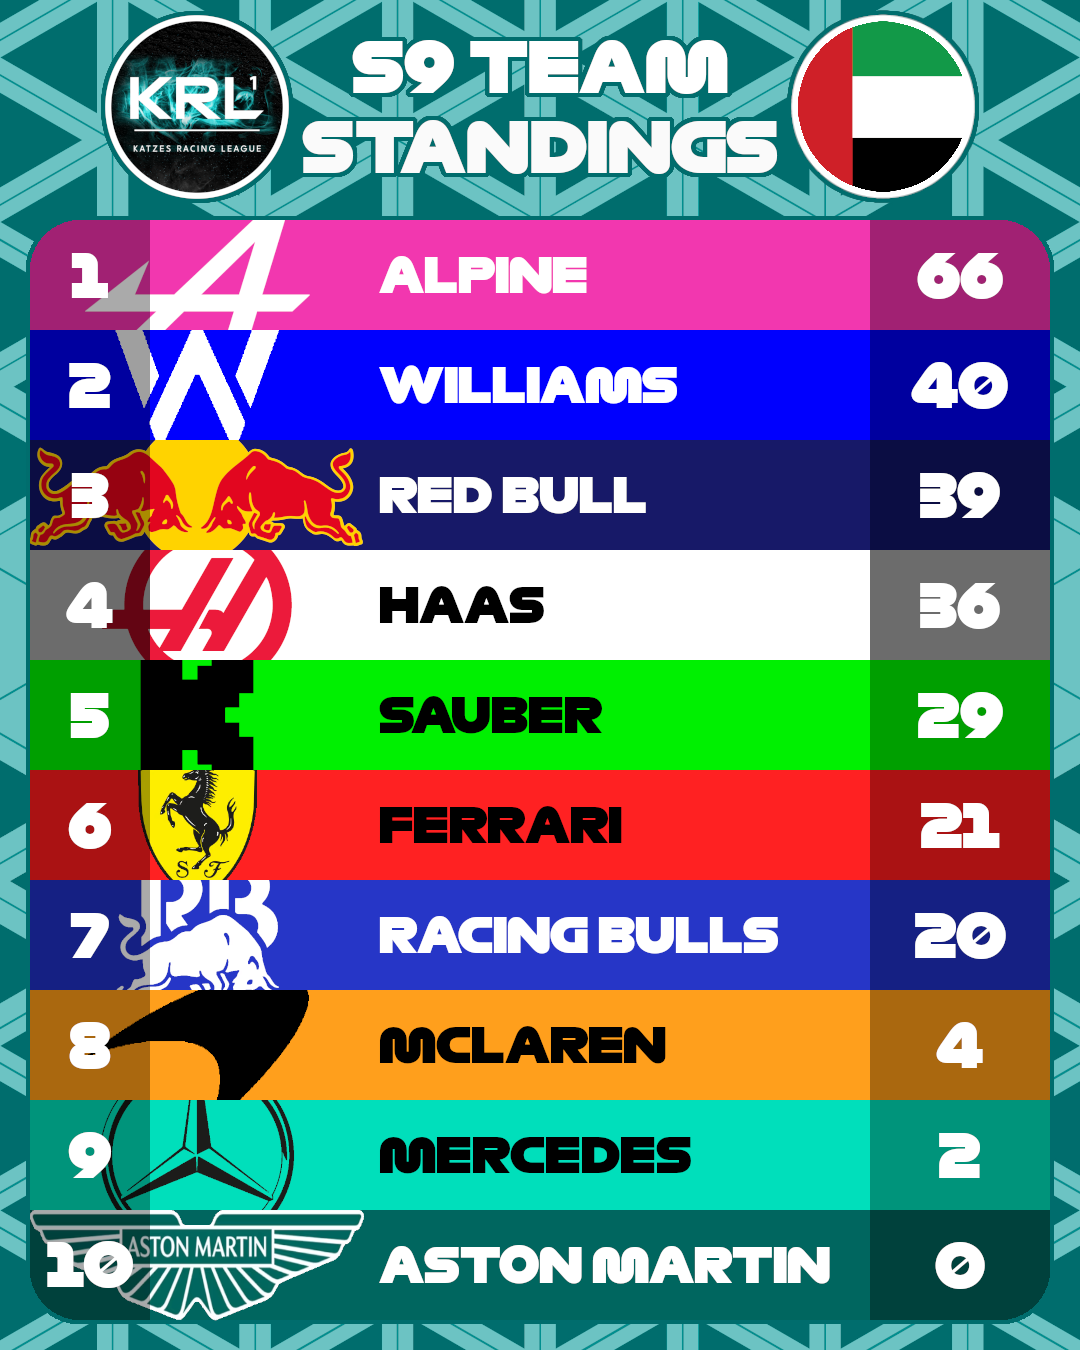 KRL1
KATZES RACING LEAGUE
S9 TEAM
STANDINGS
1 ALPINE 66
2 WILLIAMS 40
3 RED BULL 39
4 HAAS 36
5 SAUBER 29
S F
6 FERRARI 21
RB
7 RACING BULLS 20
8 MCLAREN 4
9 MERCEDES 2
ASTON MARTIN
10 ASTON MARTIN 0